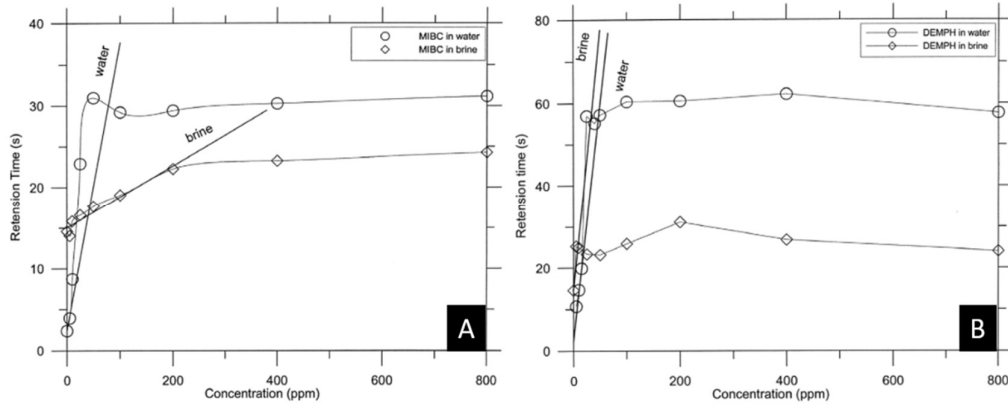 40
30
20
10
0
Retension Time (s)
0
200
400
600
800
Concentration (ppm)
MIBC in water
MIBC in brine
water
brine
A
80
60
40
20
0
Retension time (s)
0
200
400
600
800
Concentration (ppm)
DEMPH in water
DEMPH in brine
brine
water
B